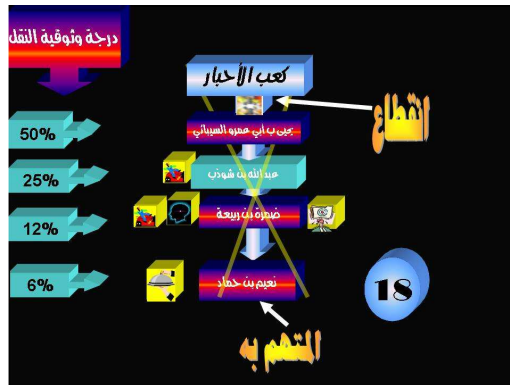 درجة وثوقية النقل
كعب الأحبار
انقطاع
يحيى ب أبي عمرو السيباني
50%
عبد الله بن شوذب
25%
ضمرة بن ربيعة
12%
نعيم بن حماد
6%
18
المتهم به